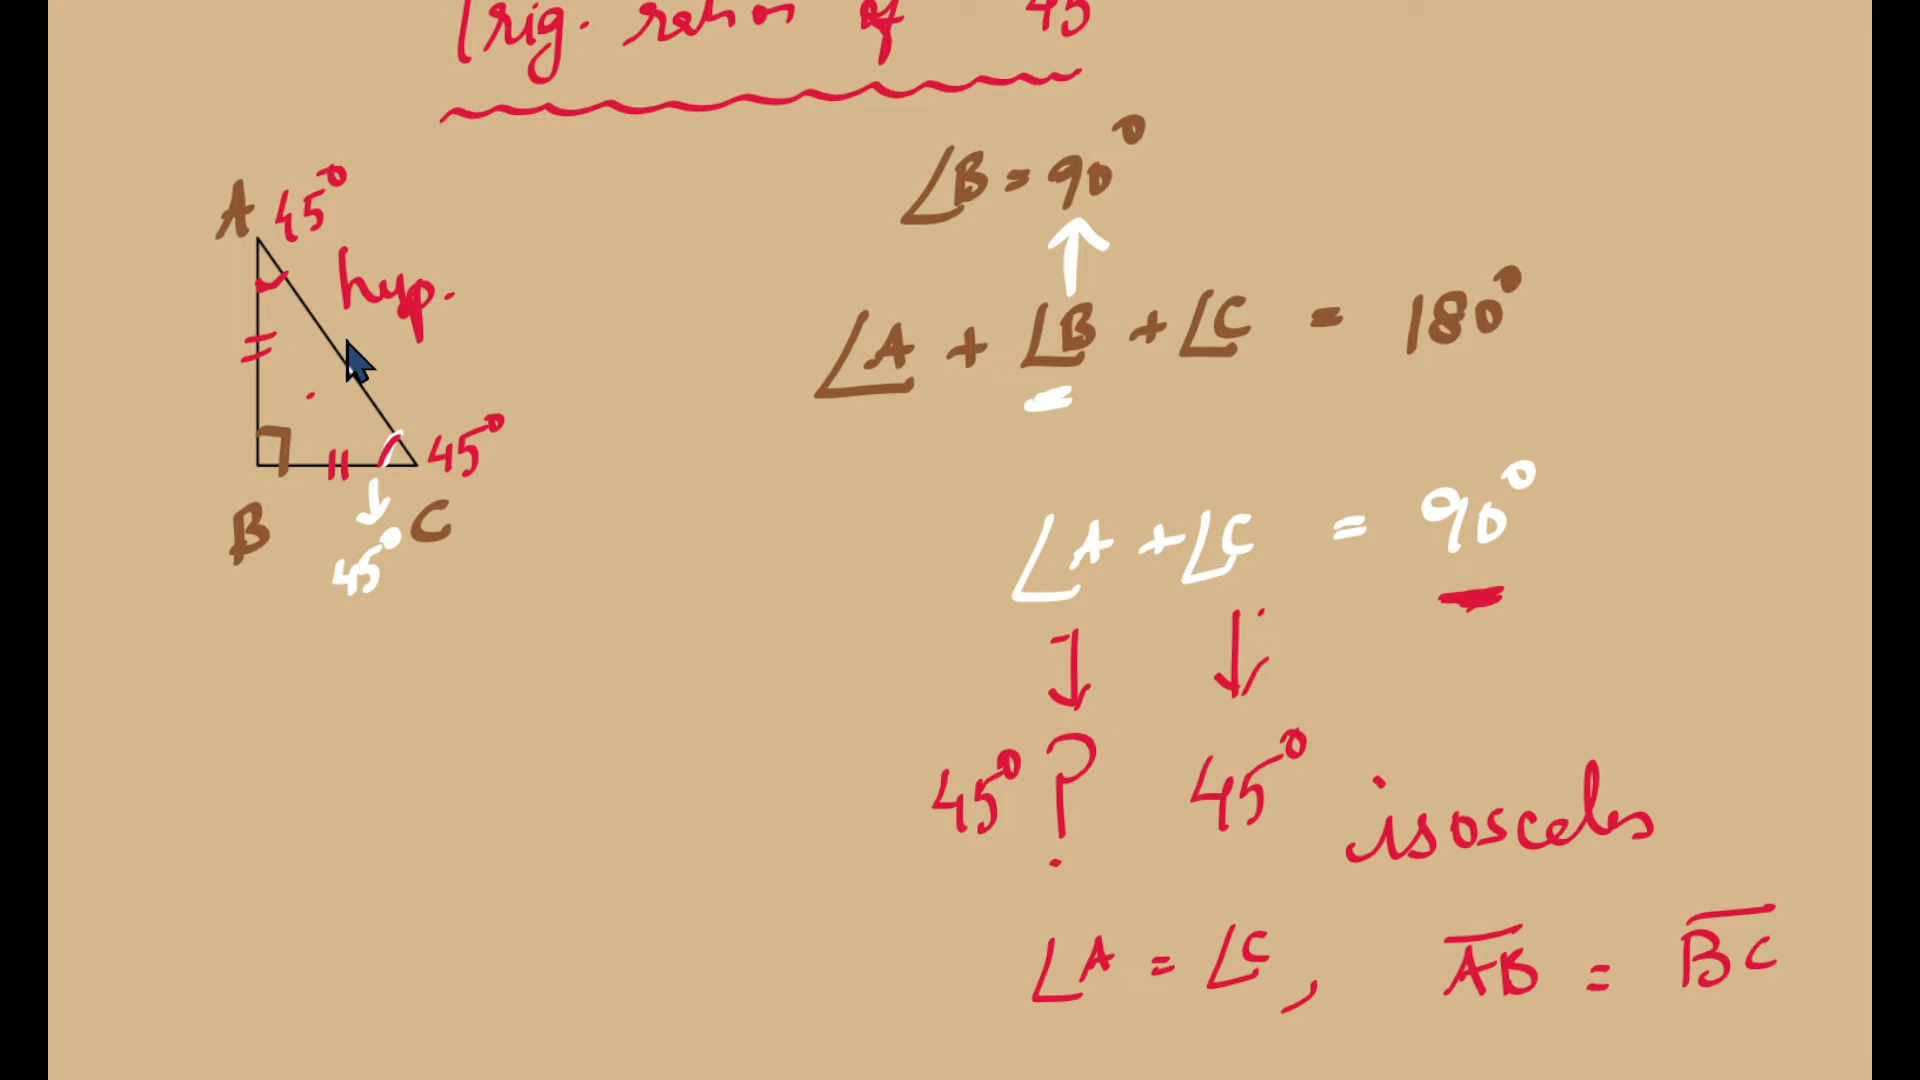 Trig. ratios of 45
∠B = 90°
A 45°
hyp.
∠A + ∠B + ∠C = 180°
45°
B C
45°
∠A + ∠C = 90°
45° ? 45°
isosceles
∠A = ∠C, AB = BC